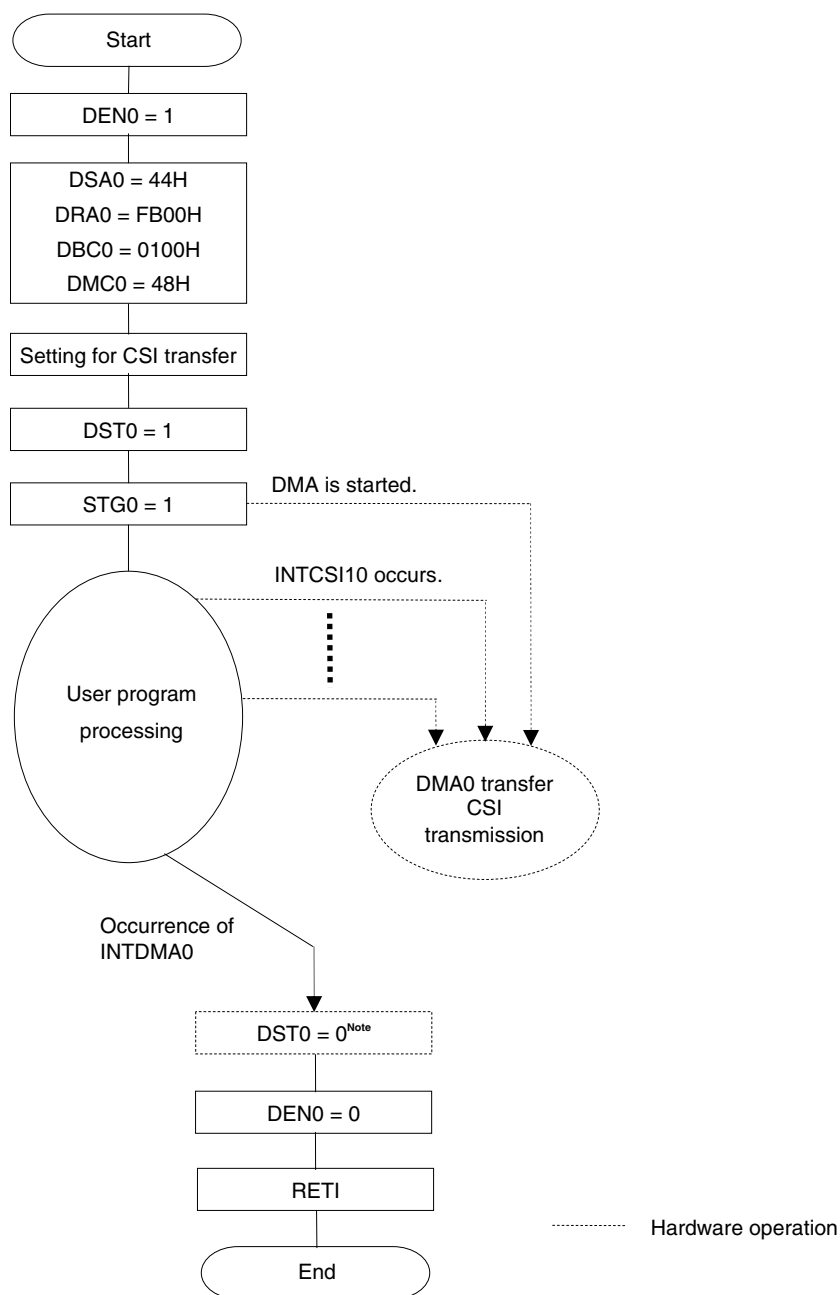 Start
DEN0 = 1
DSA0 = 44H
DRA0 = FB00H
DBC0 = 0100H
DMC0 = 48H
Setting for CSI transfer
DST0 = 1
STG0 = 1
DMA is started.
INTCSI10 occurs.
User program
processing
DMA0 transfer
CSI
transmission
Occurrence of
INTDMA0
DST0 = 0Note
DEN0 = 0
RETI
Hardware operation
End